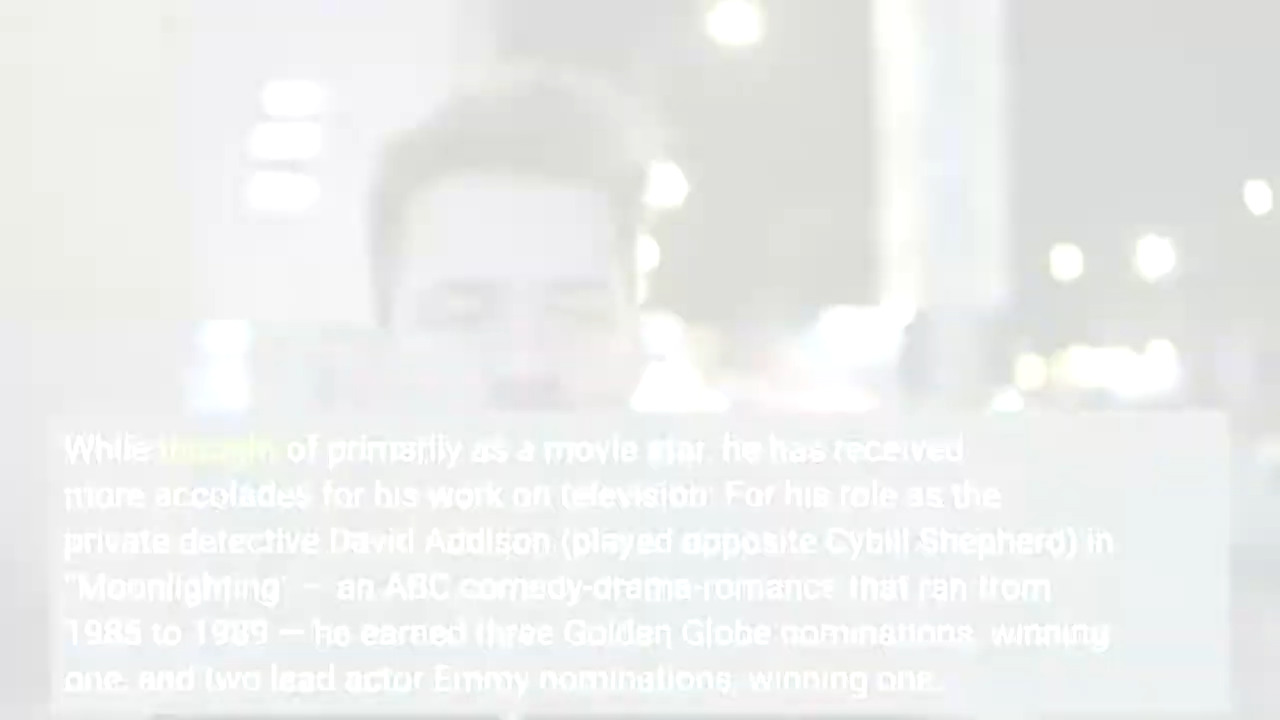 While thought of primarily as a movie star, he has received
more accolades for his work on television. For his role as the
private detective David Addison (played opposite Cybill Shepherd) in
"Moonlighting" — an ABC comedy-drama-romance that ran from
1985 to 1989 — he earned three Golden Globe nominations, winning
one, and two lead actor Emmy nominations, winning one.